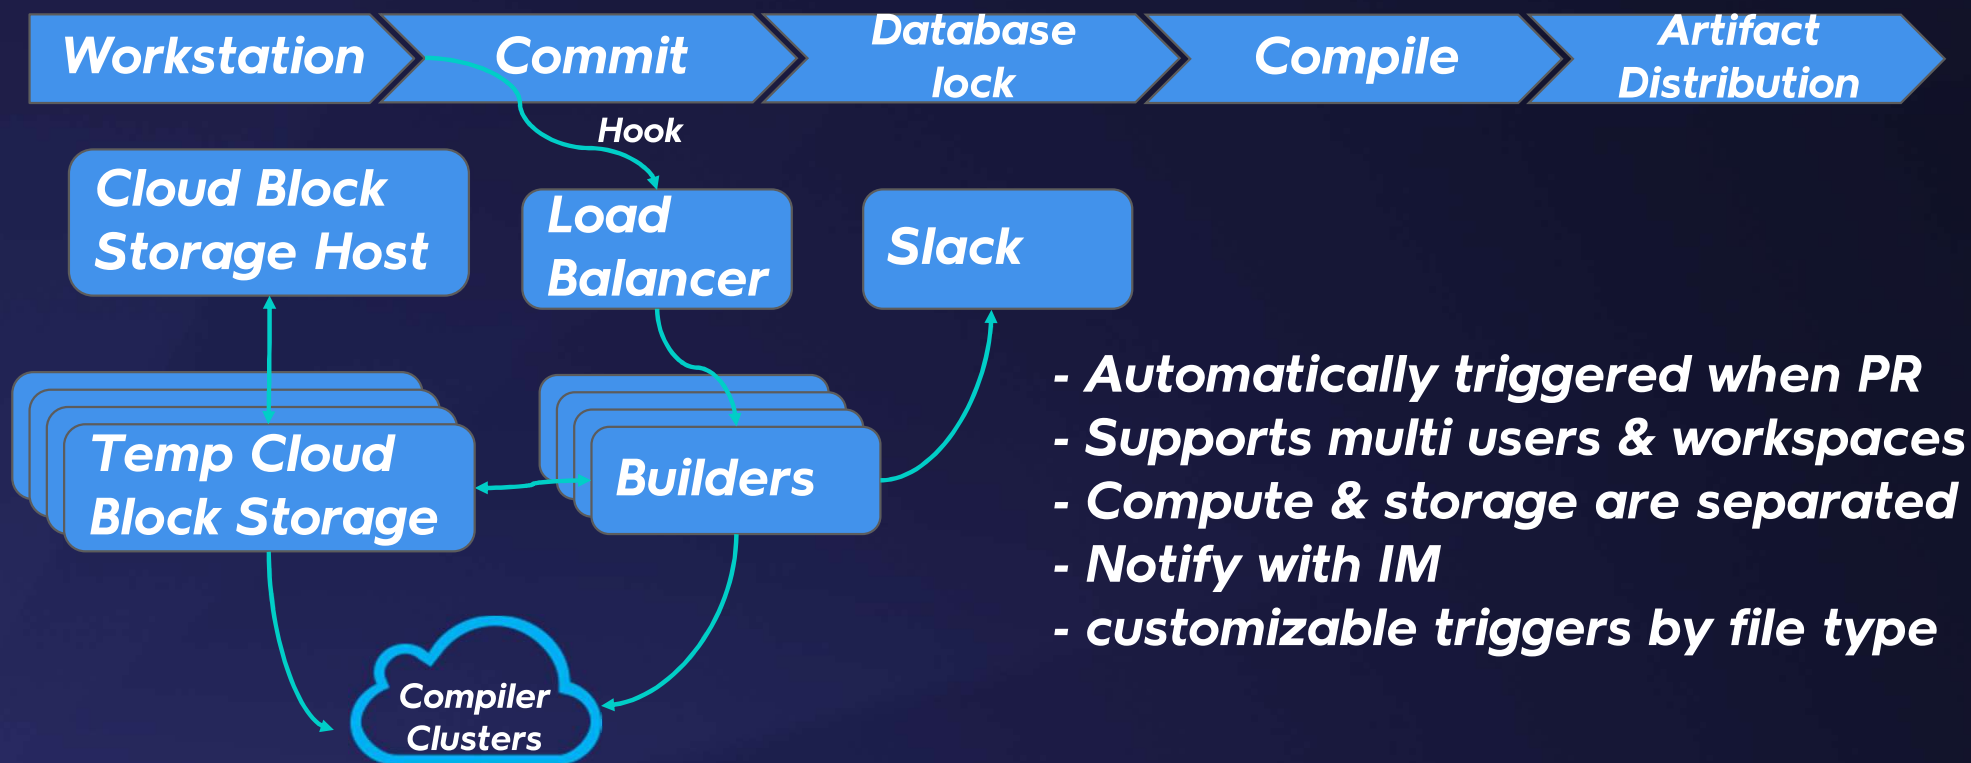 Workstation
Commit
Database
lock
Compile
Artifact
Distribution
Hook
Cloud Block
Storage Host
Load
Balancer
Slack
Temp Cloud
Block Storage
Builders
Compiler
Clusters
- Automatically triggered when PR
- Supports multi users & workspaces
- Compute & storage are separated
- Notify with IM
- customizable triggers by file type